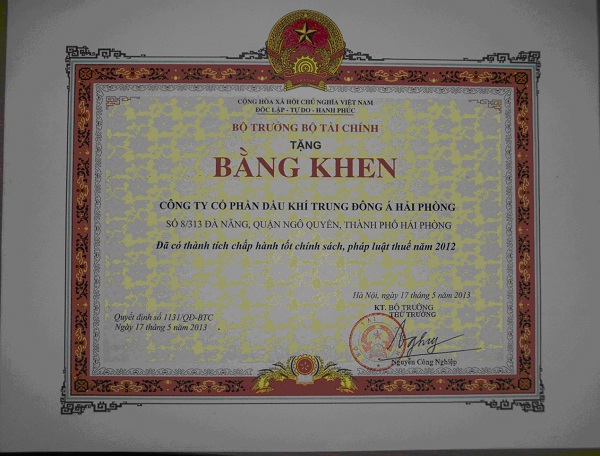 CỘNG HÒA XÃ HỘI CHỦ NGHĨA VIỆT NAM
ĐỘC LẬP - TỰ DO - HẠNH PHÚC
BỘ TRƯỞNG BỘ TÀI CHÍNH
TẶNG
BẰNG KHEN
CÔNG TY CỔ PHẦN DẦU KHÍ TRUNG ĐÔNG Á HẢI PHÒNG
SỐ 8/313 ĐÀ NẴNG, QUẬN NGÔ QUYỀN, THÀNH PHỐ HẢI PHÒNG
Đã có thành tích chấp hành tốt chính sách, pháp luật thuế năm 2012
Hà Nội, ngày 17 tháng 5 năm 2013
KT. BỘ TRƯỞNG
THỨ TRƯỞNG
Quyết định số 1131/QĐ-BTC
Ngày 17 tháng 5 năm 2013
Nguyễn Công Nghiệp